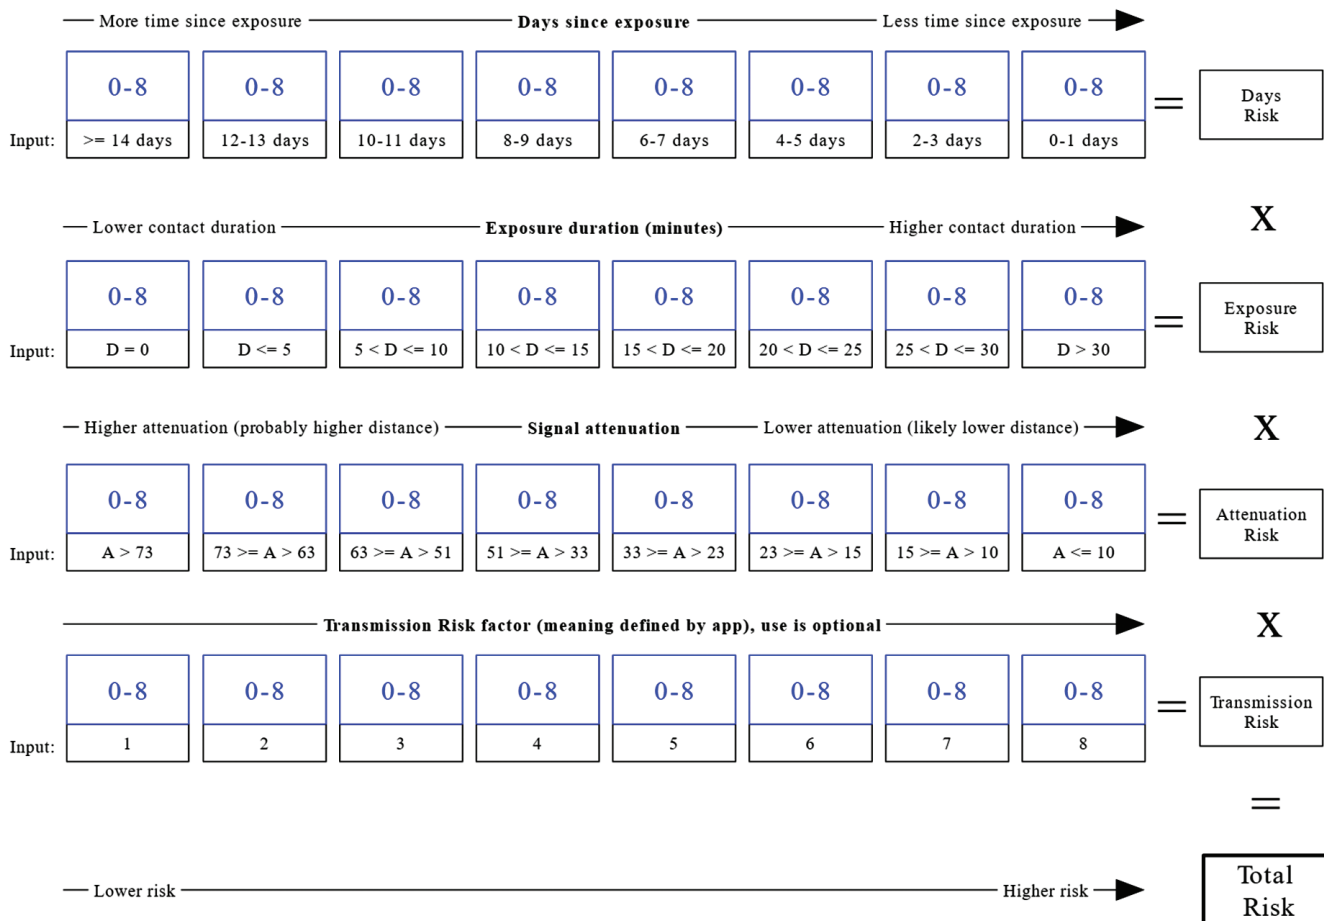 More time since exposure Days since exposure Less time since exposure
0-8 0-8 0-8 0-8 0-8 0-8 0-8 0-8 = Days
Risk
Input: >= 14 days 12-13 days 10-11 days 8-9 days 6-7 days 4-5 days 2-3 days 0-1 days
X
Lower contact duration Exposure duration (minutes) Higher contact duration
0-8 0-8 0-8 0-8 0-8 0-8 0-8 0-8 = Exposure
Risk
Input: D = 0 D <= 5 5 < D <= 10 10 < D <= 15 15 < D <= 20 20 < D <= 25 25 < D <= 30 D > 30
X
Higher attenuation (probably higher distance) Signal attenuation Lower attenuation (likely lower distance)
0-8 0-8 0-8 0-8 0-8 0-8 0-8 0-8 = Attenuation
Risk
Input: A > 73 73 >= A > 63 63 >= A > 51 51 >= A > 33 33 >= A > 23 23 >= A > 15 15 >= A > 10 A <= 10
Transmission Risk factor (meaning defined by app), use is optional X
0-8 0-8 0-8 0-8 0-8 0-8 0-8 0-8 = Transmission
Risk
Input: 1 2 3 4 5 6 7 8
=
Lower risk Higher risk Total
Risk